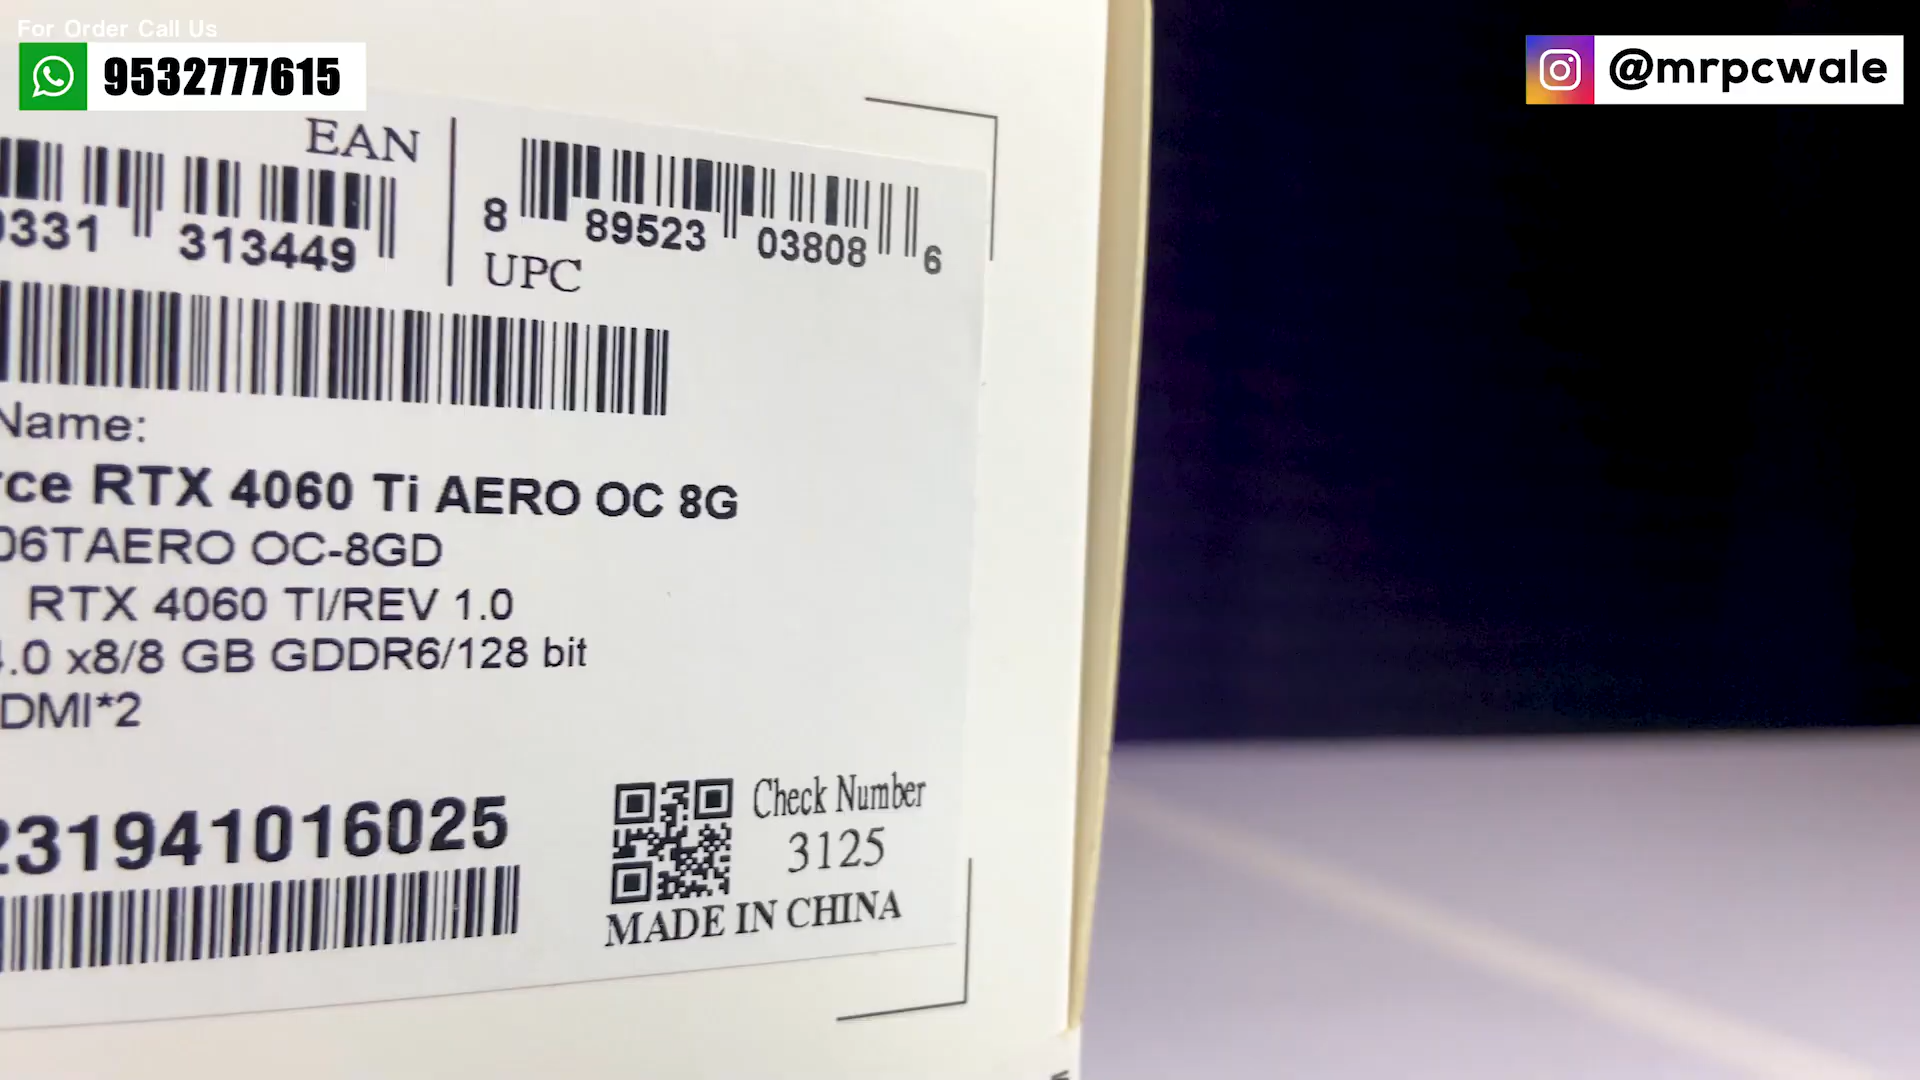 For Order Call Us
9532777615
@mrpcwale
EAN
331 313449
8 89523 03808 6
UPC
Name:
rce RTX 4060 Ti AERO OC 8G
06TAERO OC-8GD
RTX 4060 TI/REV 1.0
.0 x8/8 GB GDDR6/128 bit
DMI*2
231941016025
Check Number
3125
MADE IN CHINA